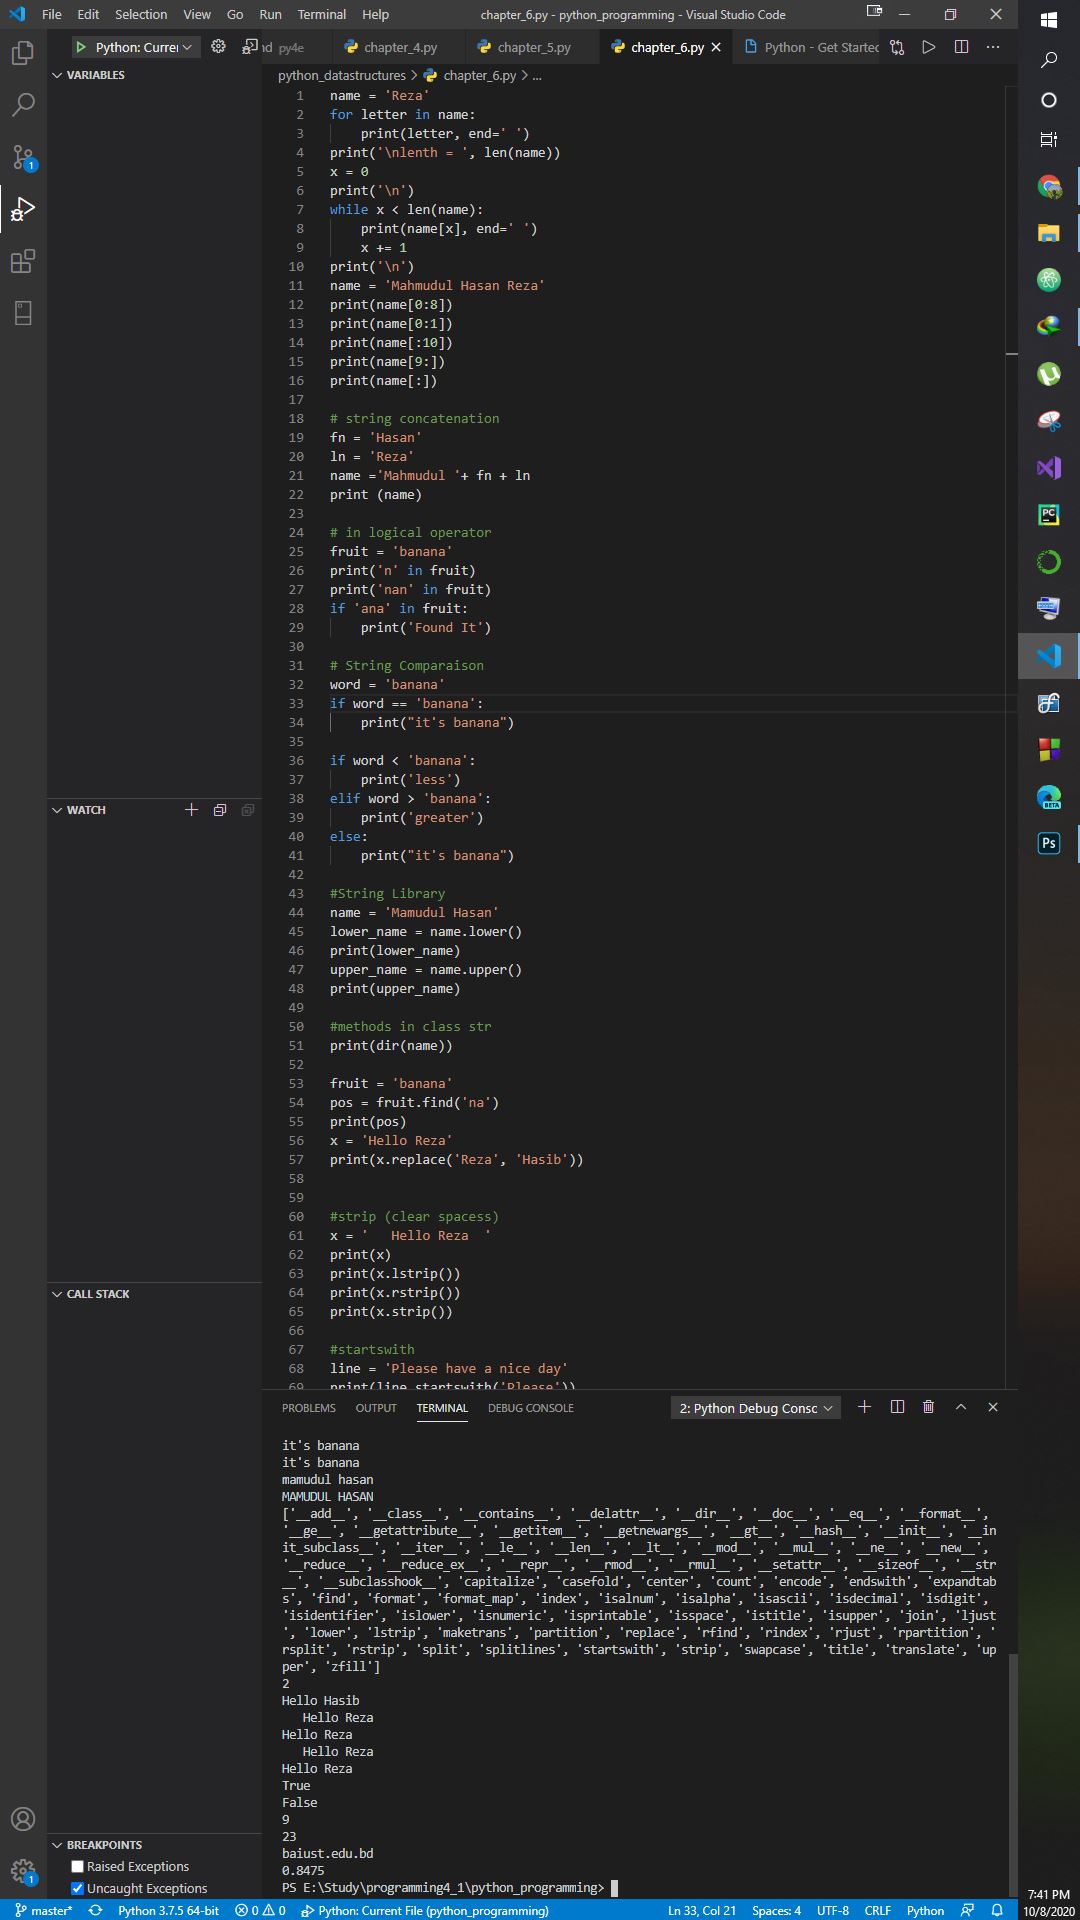 File Edit Selection View Go Run Terminal Help chapter_6.py - python_programming - Visual Studio Code
Python: Currer nd py4e chapter_4.py chapter_5.py chapter_6.py Python - Get Started
VARIABLES
python_datastructures > chapter_6.py > ...
1 name = 'Reza'
2 for letter in name:
3     print(letter, end=' ')
4 print('\nlenth = ', len(name))
5 x = 0
6 print('\n')
7 while x < len(name):
8     print(name[x], end=' ')
9     x += 1
10 print('\n')
11 name = 'Mahmudul Hasan Reza'
12 print(name[0:8])
13 print(name[0:1])
14 print(name[:10])
15 print(name[9:])
16 print(name[:])
17
18 # string concatenation
19 fn = 'Hasan'
20 ln = 'Reza'
21 name ='Mahmudul '+ fn + ln
22 print (name)
23
24 # in logical operator
25 fruit = 'banana'
26 print('n' in fruit)
27 print('nan' in fruit)
28 if 'ana' in fruit:
29     print('Found It')
30
31 # String Comparaison
32 word = 'banana'
33 if word == 'banana':
34     print("it's banana")
35
36 if word < 'banana':
37     print('less')
38 elif word > 'banana':
39     print('greater')
40 else:
41     print("it's banana")
42
43 #String Library
44 name = 'Mamudul Hasan'
45 lower_name = name.lower()
46 print(lower_name)
47 upper_name = name.upper()
48 print(upper_name)
49
50 #methods in class str
51 print(dir(name))
52
53 fruit = 'banana'
54 pos = fruit.find('na')
55 print(pos)
56 x = 'Hello Reza'
57 print(x.replace('Reza', 'Hasib'))
58
59
60 #strip (clear spacess)
61 x = '   Hello Reza  '
62 print(x)
63 print(x.lstrip())
64 print(x.rstrip())
65 print(x.strip())
66
67 #startswith
68 line = 'Please have a nice day'
69 print(line.startswith('Please'))
WATCH
CALL STACK
BREAKPOINTS
Raised Exceptions
Uncaught Exceptions
PROBLEMS OUTPUT TERMINAL DEBUG CONSOLE 2: Python Debug Consc
it's banana
it's banana
mamudul hasan
MAMUDUL HASAN
['__add__', '__class__', '__contains__', '__delattr__', '__dir__', '__doc__', '__eq__', '__format__',
'__ge__', '__getattribute__', '__getitem__', '__getnewargs__', '__gt__', '__hash__', '__init__', '__in
it_subclass__', '__iter__', '__le__', '__len__', '__lt__', '__mod__', '__mul__', '__ne__', '__new__',
'__reduce__', '__reduce_ex__', '__repr__', '__rmod__', '__rmul__', '__setattr__', '__sizeof__', '__str
__', '__subclasshook__', 'capitalize', 'casefold', 'center', 'count', 'encode', 'endswith', 'expandtab
s', 'find', 'format', 'format_map', 'index', 'isalnum', 'isalpha', 'isascii', 'isdecimal', 'isdigit',
'isidentifier', 'islower', 'isnumeric', 'isprintable', 'isspace', 'istitle', 'isupper', 'join', 'ljust
', 'lower', 'lstrip', 'maketrans', 'partition', 'replace', 'rfind', 'rindex', 'rjust', 'rpartition', '
rsplit', 'rstrip', 'split', 'splitlines', 'startswith', 'strip', 'swapcase', 'title', 'translate', 'up
per', 'zfill']
2
Hello Hasib
   Hello Reza
Hello Reza
   Hello Reza
Hello Reza
True
False
9
23
baiust.edu.bd
0.8475
PS E:\Study\programming4_1\python_programming>
master* Python 3.7.5 64-bit 0 0 Python: Current File (python_programming) Ln 33, Col 21 Spaces: 4 UTF-8 CRLF Python
1
1
PC
BETA
Ps
7:41 PM
10/8/2020